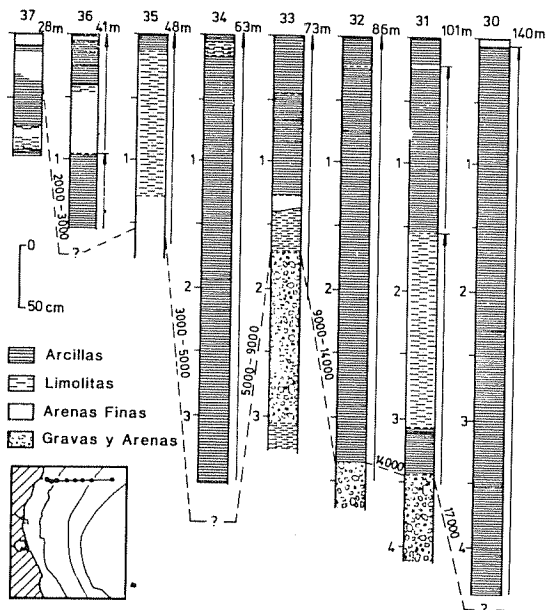 37 28m 36 41m 35 48m 34 63m 33 73m 32 86m 31 101m 30 140m
1 1 1 1 1 1 1
2000-3000
?
0
50 cm
2 2 2 2 2
3000-5000
5000-9000
9000-14000
3 3 3 3 3
14000
17000
4 4
?
?
Arcillas
Limolitas
Arenas Finas
Gravas y Arenas